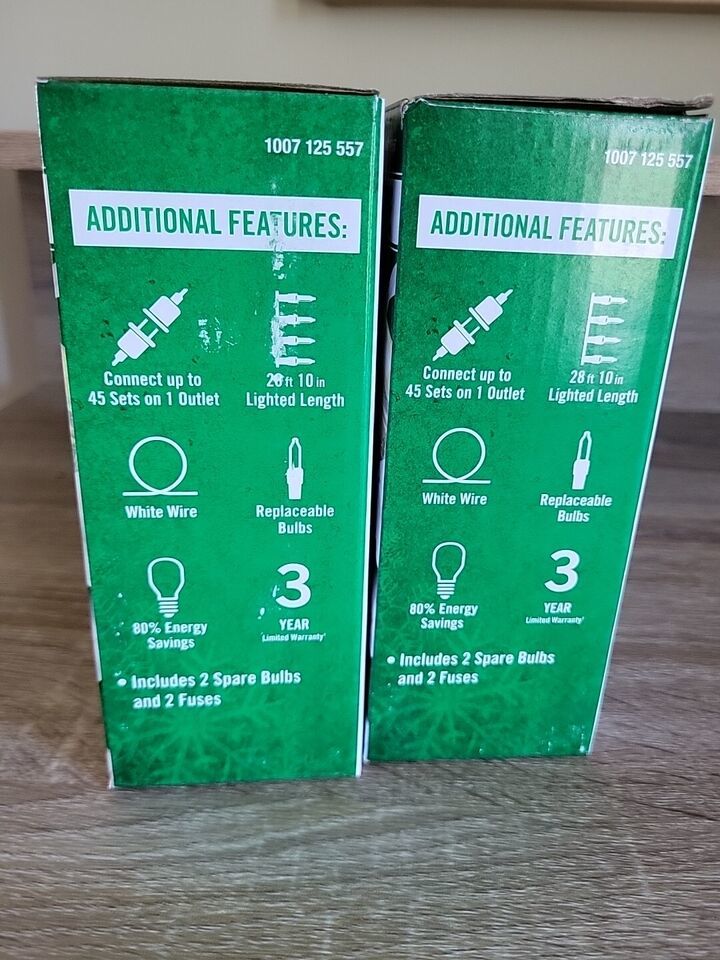 1007 125 557
ADDITIONAL FEATURES:
Connect up to
45 Sets on 1 Outlet
28 ft 10 in
Lighted Length
White Wire
Replaceable
Bulbs
80% Energy
Savings
3
YEAR
Limited Warranty†
• Includes 2 Spare Bulbs
and 2 Fuses
1007 125 557
ADDITIONAL FEATURES:
Connect up to
45 Sets on 1 Outlet
28 ft 10 in
Lighted Length
White Wire
Replaceable
Bulbs
80% Energy
Savings
3
YEAR
Limited Warranty†
• Includes 2 Spare Bulbs
and 2 Fuses